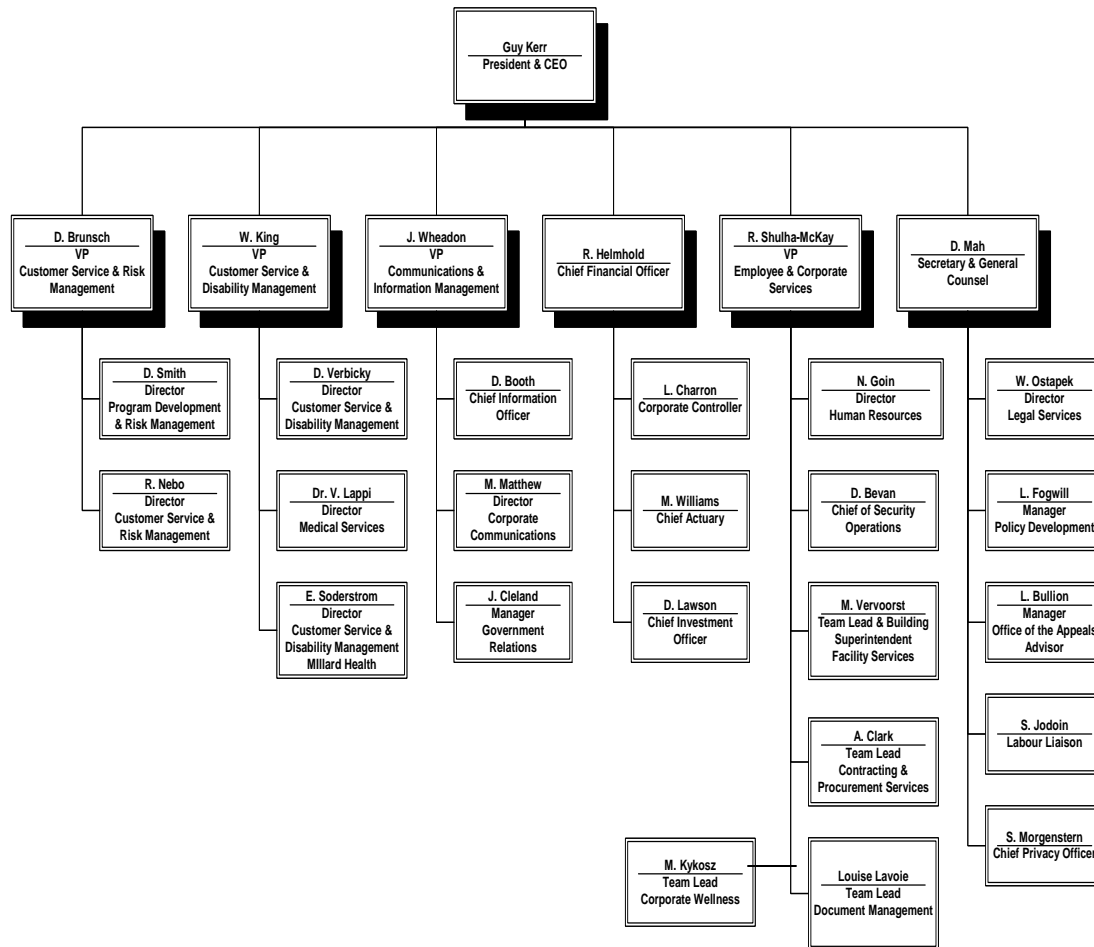 Guy Kerr
President & CEO
D. Brunsch
VP
Customer Service & Risk
Management
W. King
VP
Customer Service &
Disability Management
J. Wheadon
VP
Communications &
Information Management
R. Helmhold
Chief Financial Officer
R. Shulha-McKay
VP
Employee & Corporate
Services
D. Mah
Secretary & General
Counsel
D. Smith
Director
Program Development
& Risk Management
D. Verbicky
Director
Customer Service &
Disability Management
D. Booth
Chief Information
Officer
L. Charron
Corporate Controller
N. Goin
Director
Human Resources
W. Ostapek
Director
Legal Services
R. Nebo
Director
Customer Service &
Risk Management
Dr. V. Lappi
Director
Medical Services
M. Matthew
Director
Corporate
Communications
M. Williams
Chief Actuary
D. Bevan
Chief of Security
Operations
L. Fogwill
Manager
Policy Development
E. Soderstrom
Director
Customer Service &
Disability Management
MIllard Health
J. Cleland
Manager
Government
Relations
D. Lawson
Chief Investment
Officer
M. Vervoorst
Team Lead & Building
Superintendent
Facility Services
L. Bullion
Manager
Office of the Appeals
Advisor
A. Clark
Team Lead
Contracting &
Procurement Services
S. Jodoin
Labour Liaison
M. Kykosz
Team Lead
Corporate Wellness
Louise Lavoie
Team Lead
Document Management
S. Morgenstern
Chief Privacy Officer